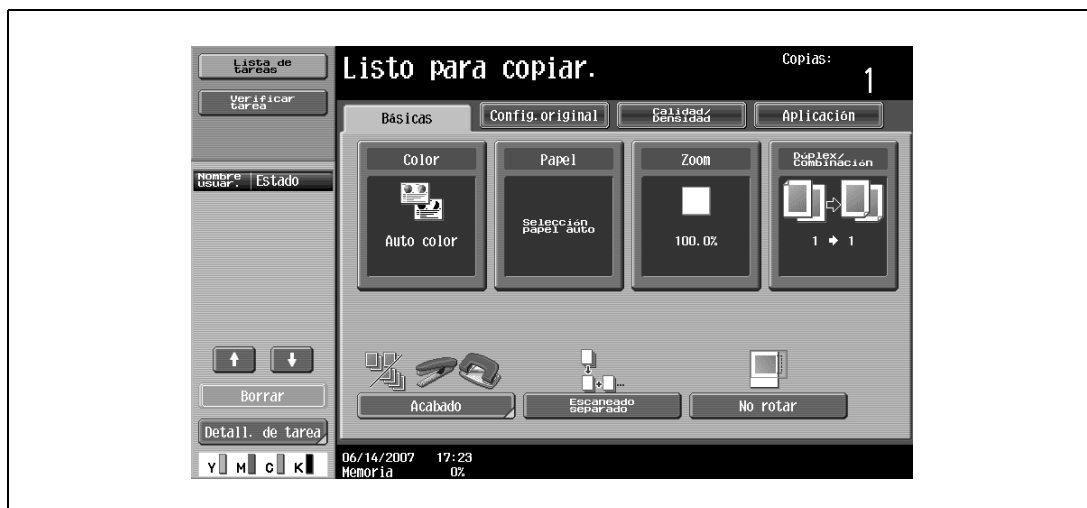 Lista de
tareas
Verificar
tarea
Nombre
usuar.
Estado
Borrar
Detall. de tarea
Y M C K
Listo para copiar.
Copias:
1
Básicas
Config.original
Calidad/
Densidad
Aplicación
Color
Auto color
Papel
Selección
papel auto
Zoom
100.0%
Dúplex/
Combinación
1 → 1
Acabado
Escaneado
separado
No rotar
06/14/2007 17:23
Memoria 0%